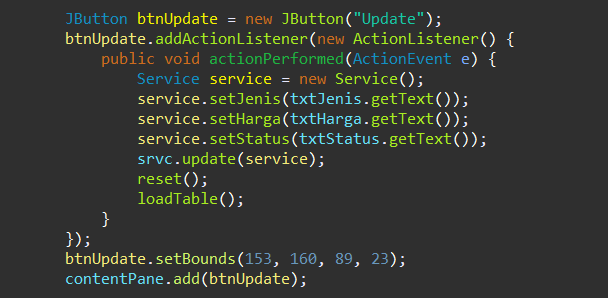 JButton btnUpdate = new JButton("Update");
btnUpdate.addActionListener(new ActionListener() {
    public void actionPerformed(ActionEvent e) {
        Service service = new Service();
        service.setJenis(txtJenis.getText());
        service.setHarga(txtHarga.getText());
        service.setStatus(txtStatus.getText());
        srvc.update(service);
        reset();
        loadTable();
    }
});
btnUpdate.setBounds(153, 160, 89, 23);
contentPane.add(btnUpdate);